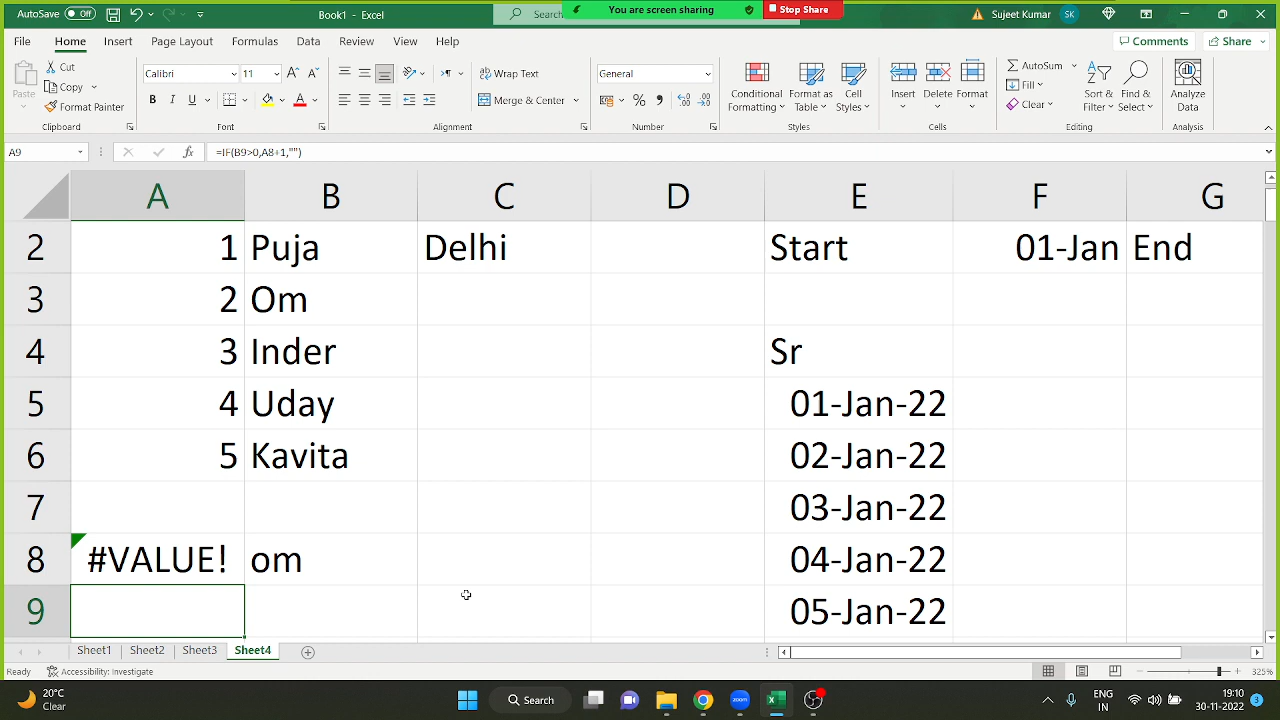 AutoSave Off Book1 - Excel Search You are screen sharing Stop Share Sujeet Kumar SK
File Home Insert Page Layout Formulas Data Review View Help Comments Share
Paste Cut Copy Format Painter Clipboard
Calibri 11 B I U A Font
Wrap Text Merge & Center Alignment
General % Number
Conditional Formatting Format as Table Cell Styles Styles
Insert Delete Format Cells
AutoSum Fill Clear Sort & Filter Find & Select Editing
Analyze Data Analysis
A9 fx =IF(B9>0,A8+1,"")
A B C D E F G
2 1 Puja Delhi Start 01-Jan End
3 2 Om
4 3 Inder Sr
5 4 Uday 01-Jan-22
6 5 Kavita 02-Jan-22
7 03-Jan-22
8 #VALUE! om 04-Jan-22
9 05-Jan-22
Sheet1 Sheet2 Sheet3 Sheet4
Ready Accessibility: Investigate 325%
20°C Clear Search ENG IN 19:10 30-11-2022 3